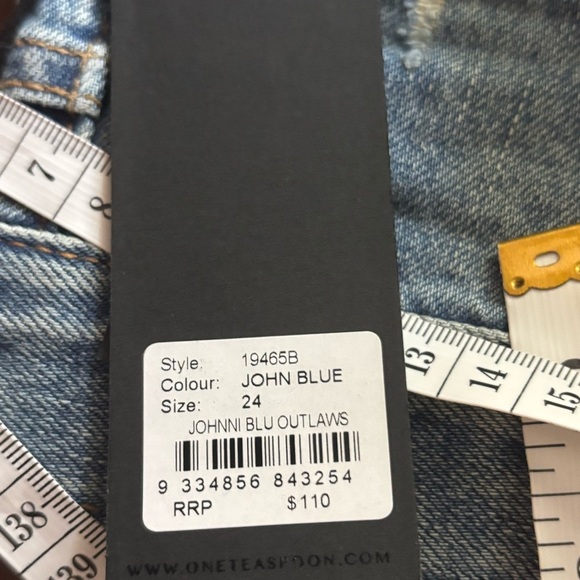 7
8
Style: 19465B
Colour: JOHN BLUE
Size: 24
JOHNNI BLU OUTLAWS
9 334856 843254
RRP $110
WWW.ONETEASPOON.COM
13
14
15
138
139